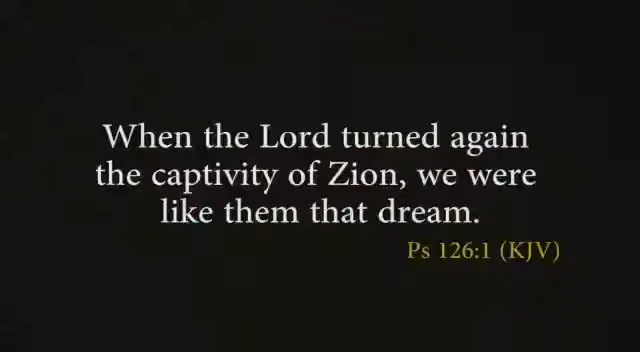 When the Lord turned again
the captivity of Zion, we were
like them that dream.
Ps 126:1 (KJV)